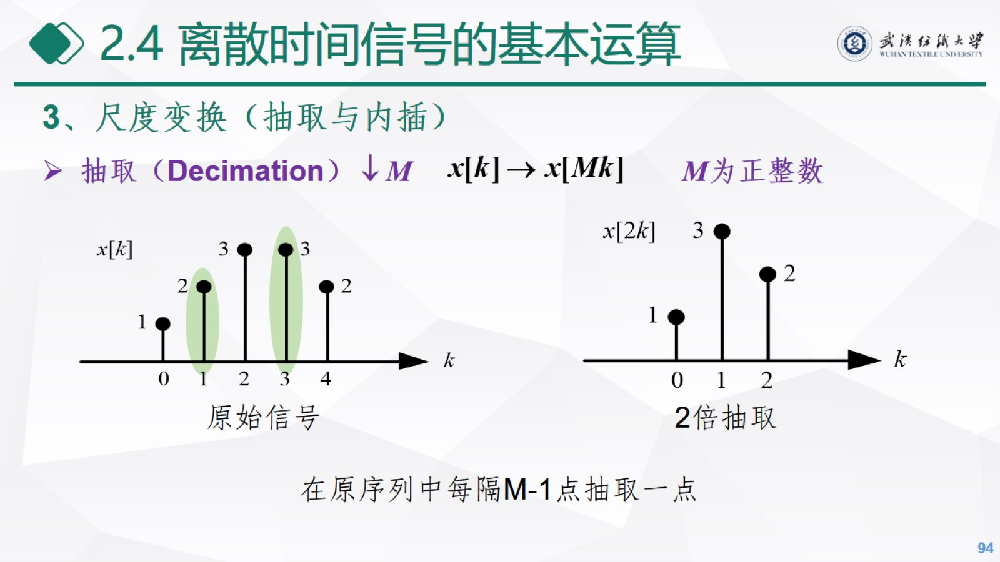 2.4 离散时间信号的基本运算
武汉纺织大学
WUHAN TEXTILE UNIVERSITY
3、尺度变换（抽取与内插）
➢ 抽取（Decimation）↓M x[k]→x[Mk] M为正整数
x[k]
1
2
3
3
2
k
0 1 2 3 4
原始信号
x[2k]
1
3
2
k
0 1 2
2倍抽取
在原序列中每隔M-1点抽取一点
94